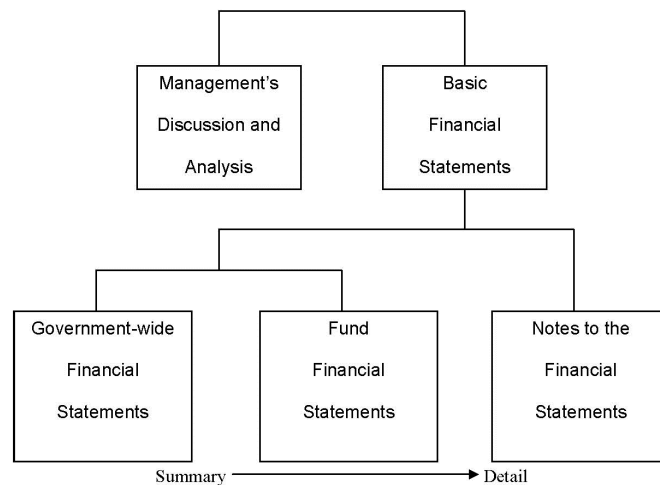 Management's
Discussion and
Analysis
Basic
Financial
Statements
Government-wide
Financial
Statements
Fund
Financial
Statements
Notes to the
Financial
Statements
Summary
Detail